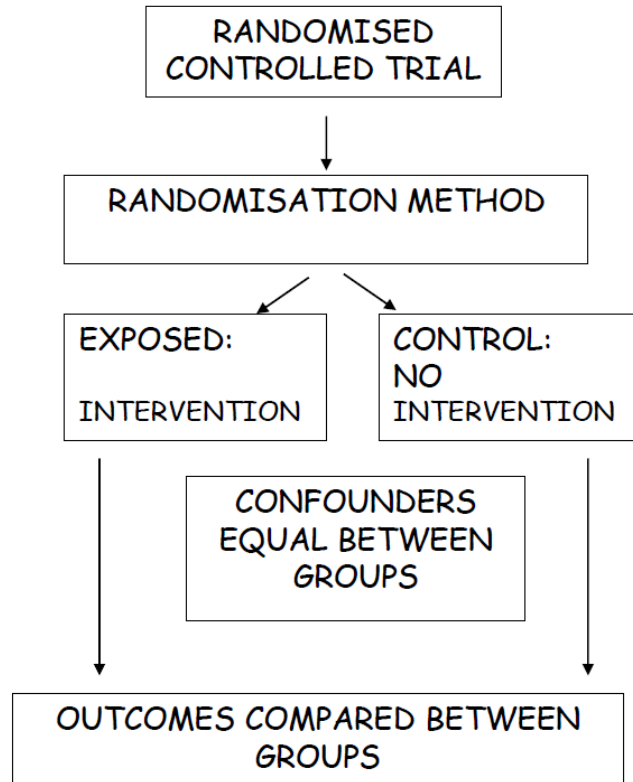 RANDOMISED
CONTROLLED TRIAL
RANDOMISATION METHOD
EXPOSED:
INTERVENTION
CONTROL:
NO
INTERVENTION
CONFOUNDERS
EQUAL BETWEEN
GROUPS
OUTCOMES COMPARED BETWEEN
GROUPS